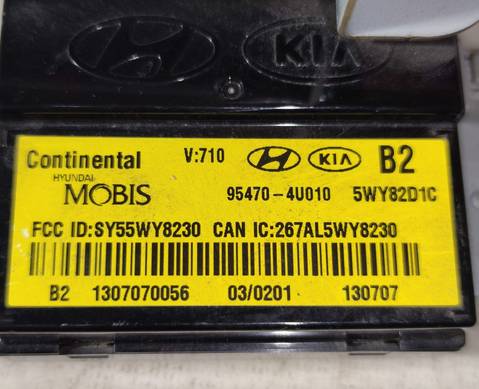 KIA
Continental V:710 KIA B2
HYUNDAI
MOBIS 95470-4U010 5WY82D1C
FCC ID:SY55WY8230 CAN IC:267AL5WY8230
B2 1307070056 03/0201 130707